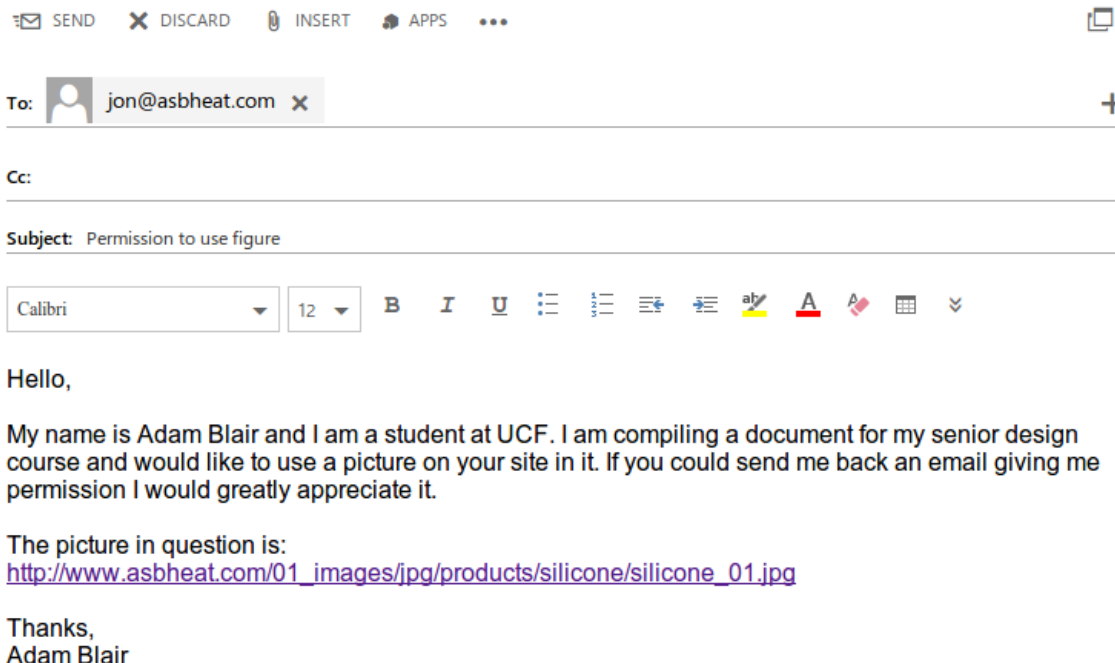 SEND DISCARD INSERT APPS
To: jon@asbheat.com
Cc:
Subject: Permission to use figure
Calibri 12 B I U ab A A
Hello,
My name is Adam Blair and I am a student at UCF. I am compiling a document for my senior design
course and would like to use a picture on your site in it. If you could send me back an email giving me
permission I would greatly appreciate it.
The picture in question is:
http://www.asbheat.com/01_images/jpg/products/silicone/silicone_01.jpg
Thanks,
Adam Blair